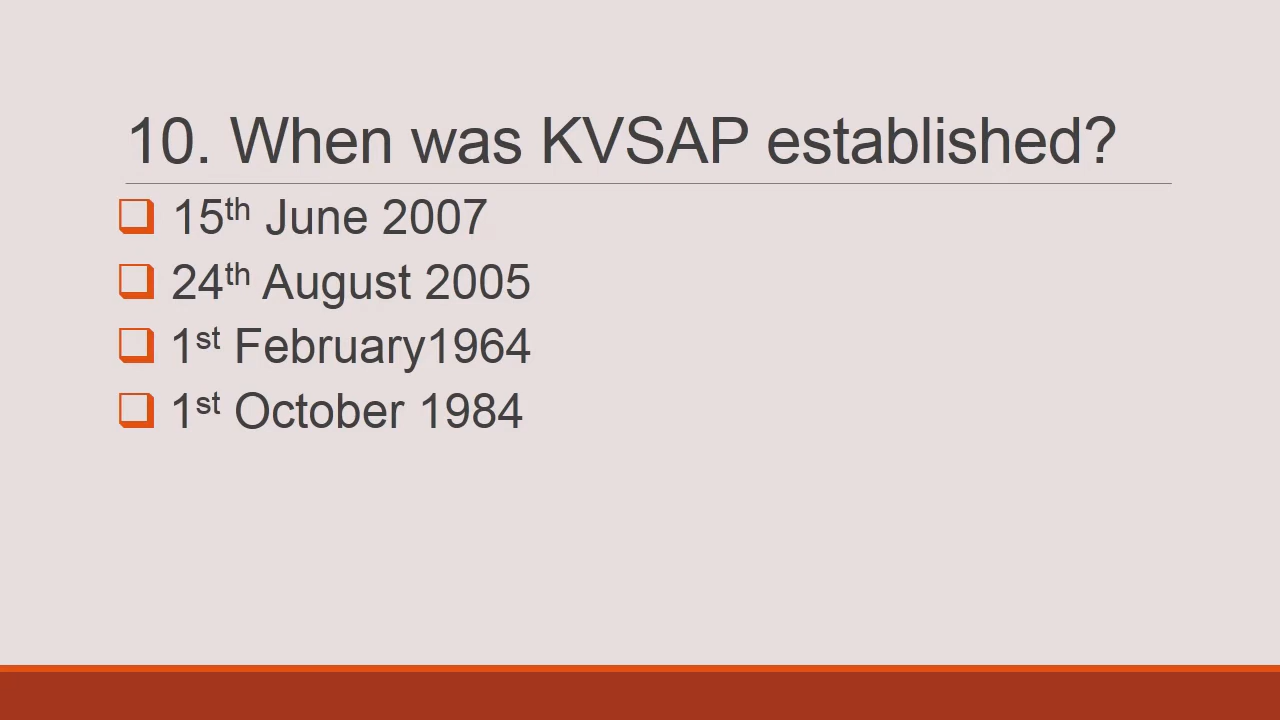 10. When was KVSAP established?
15th June 2007
24th August 2005
1st February1964
1st October 1984